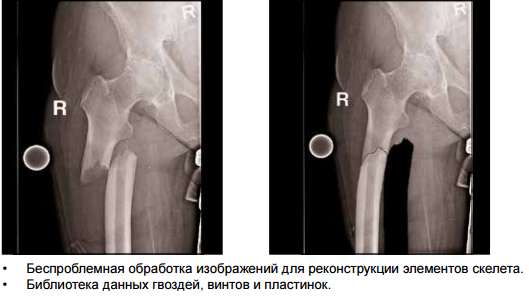 R
R
R
R
• Беспроблемная обработка изображений для реконструкции элементов скелета.
• Библиотека данных гвоздей, винтов и пластинок.